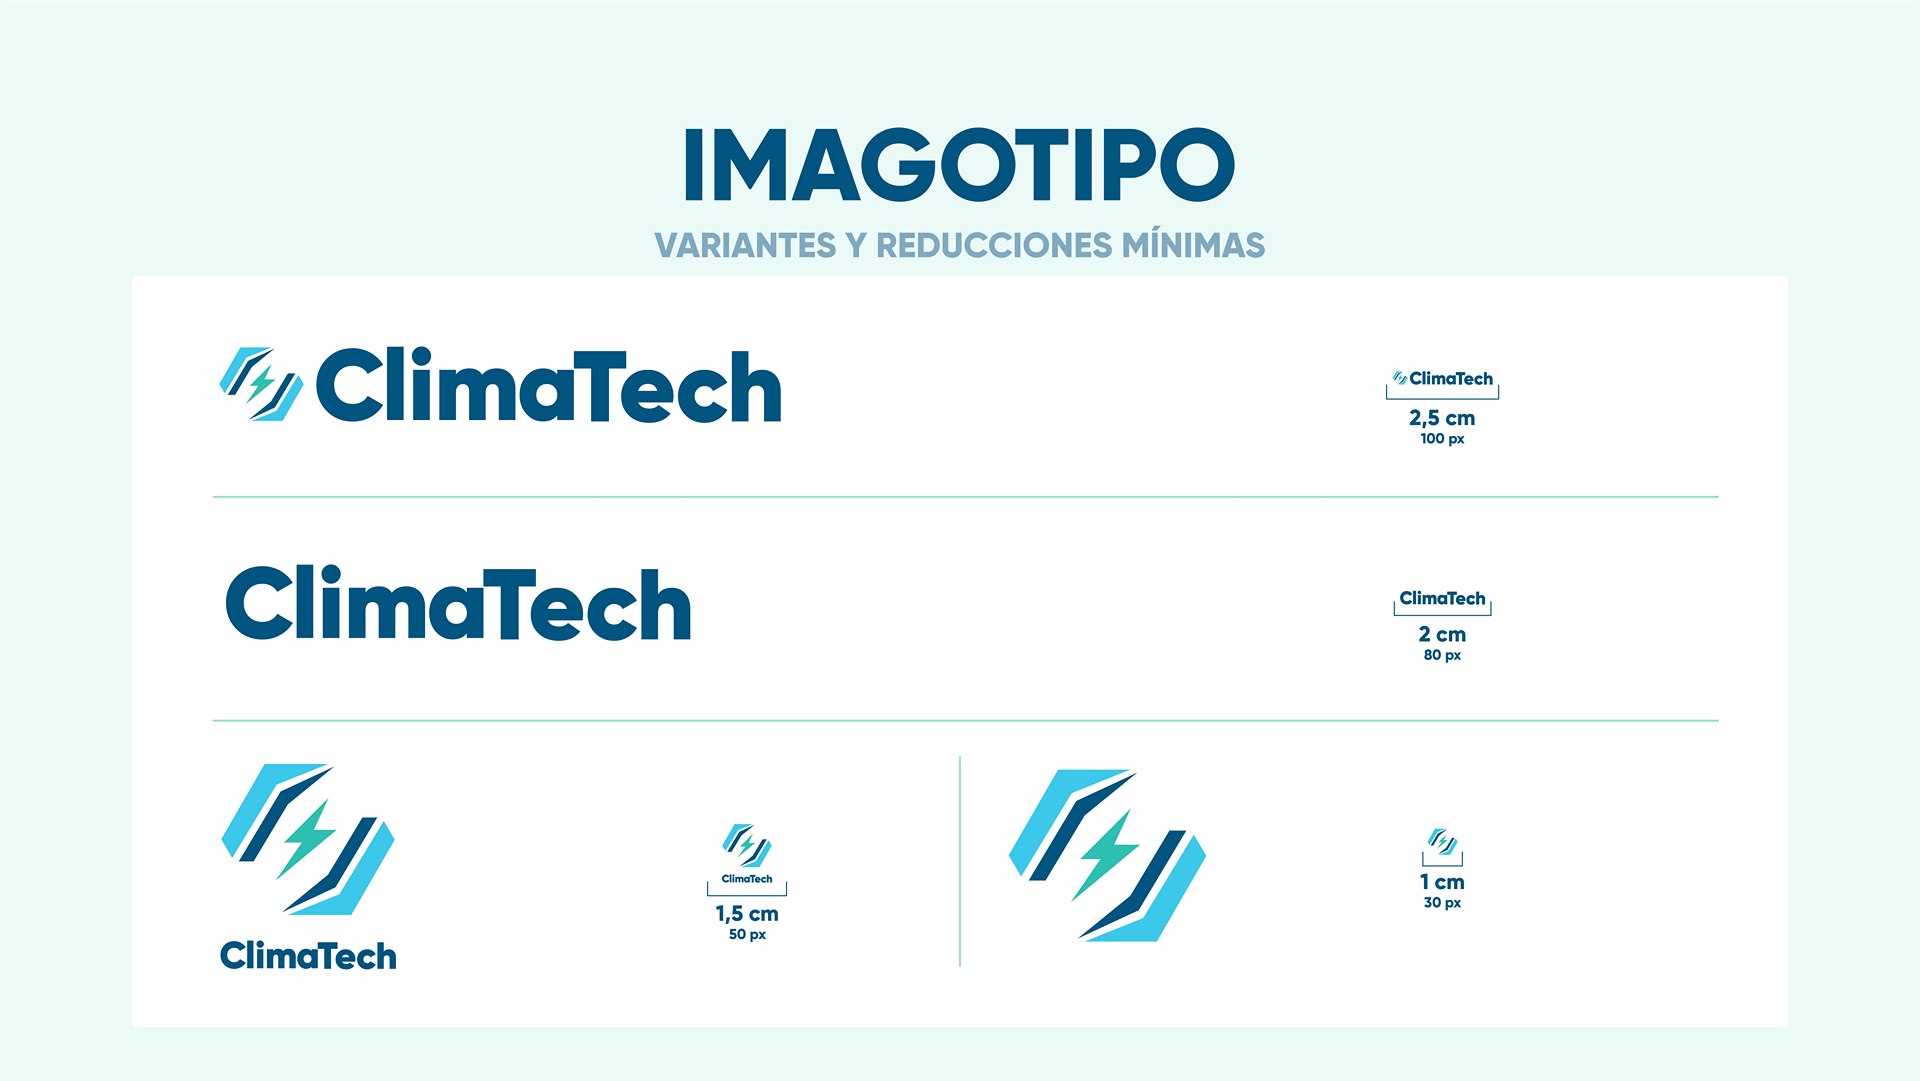 IMAGOTIPO
VARIANTES Y REDUCCIONES MÍNIMAS
ClimaTech
ClimaTech
2,5 cm
100 px
ClimaTech
ClimaTech
2 cm
80 px
ClimaTech
ClimaTech
1,5 cm
50 px
1 cm
30 px